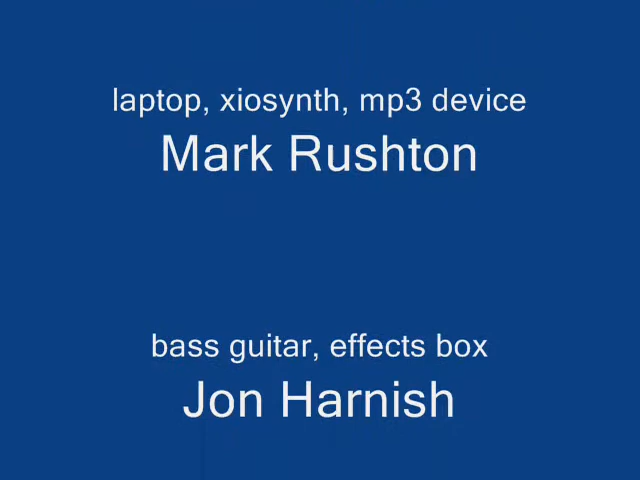 laptop, xiosynth, mp3 device
Mark Rushton
bass guitar, effects box
Jon Harnish